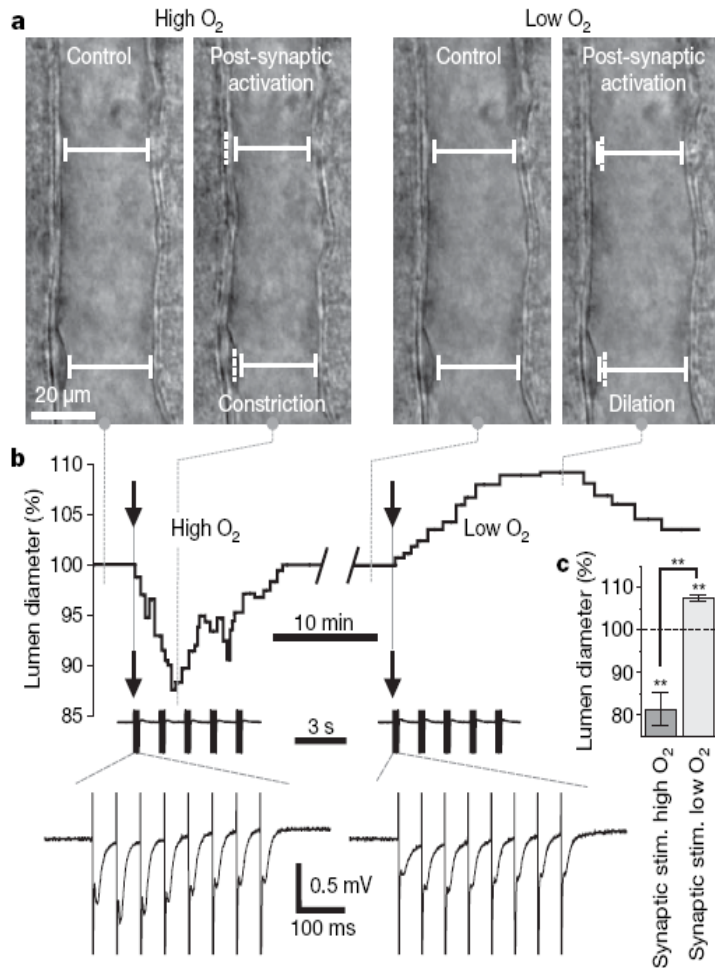 a
High O2
Low O2
Control
Post-synaptic
activation
Control
Post-synaptic
activation
20 μm
Constriction
Dilation
b
Lumen diameter (%)
110
105
100
95
90
85
High O2
Low O2
10 min
3 s
0.5 mV
100 ms
c
Lumen diameter (%)
110
100
90
80
**
**
**
Synaptic stim. high O2
Synaptic stim. low O2